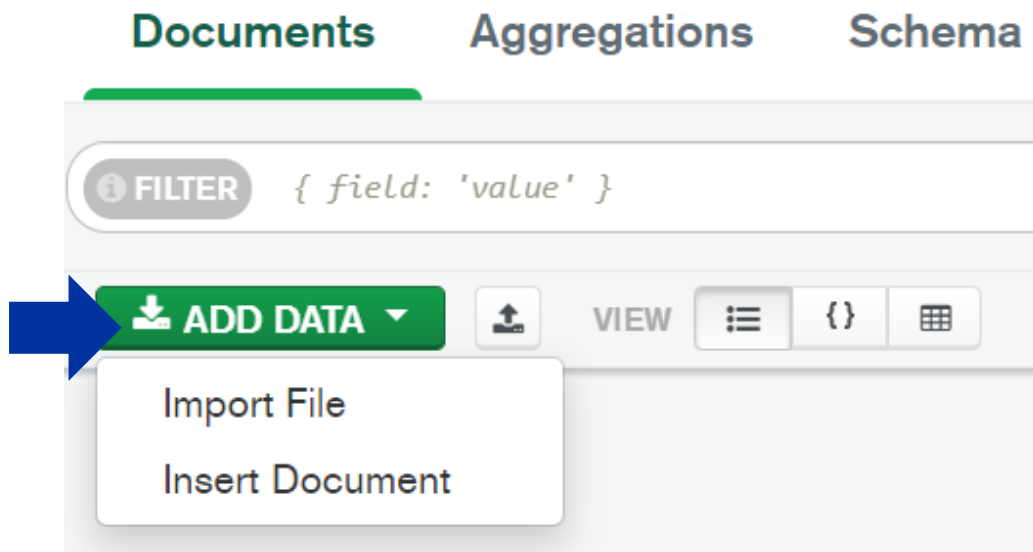 Documents Aggregations Schema
FILTER { field: 'value' }
ADD DATA VIEW {}
Import File
Insert Document